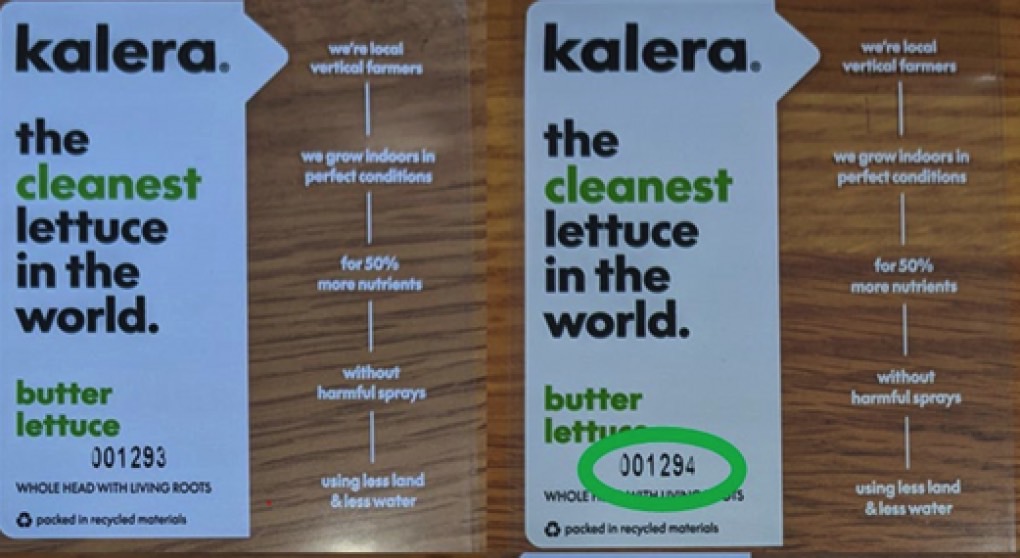 kalera®
the
cleanest
lettuce
in the
world.
butter
lettuce
001293
WHOLE HEAD WITH LIVING ROOTS
packed in recycled materials
we're local
vertical farmers
we grow indoors in
perfect conditions
for 50%
more nutrients
without
harmful sprays
using less land
& less water
kalera®
the
cleanest
lettuce
in the
world.
butter
lettuce
001294
WHOLE WITH LIVING
packed in recycled materials
we're local
vertical farmers
we grow indoors in
perfect conditions
for 50%
more nutrients
without
harmful sprays
using less land
& less water